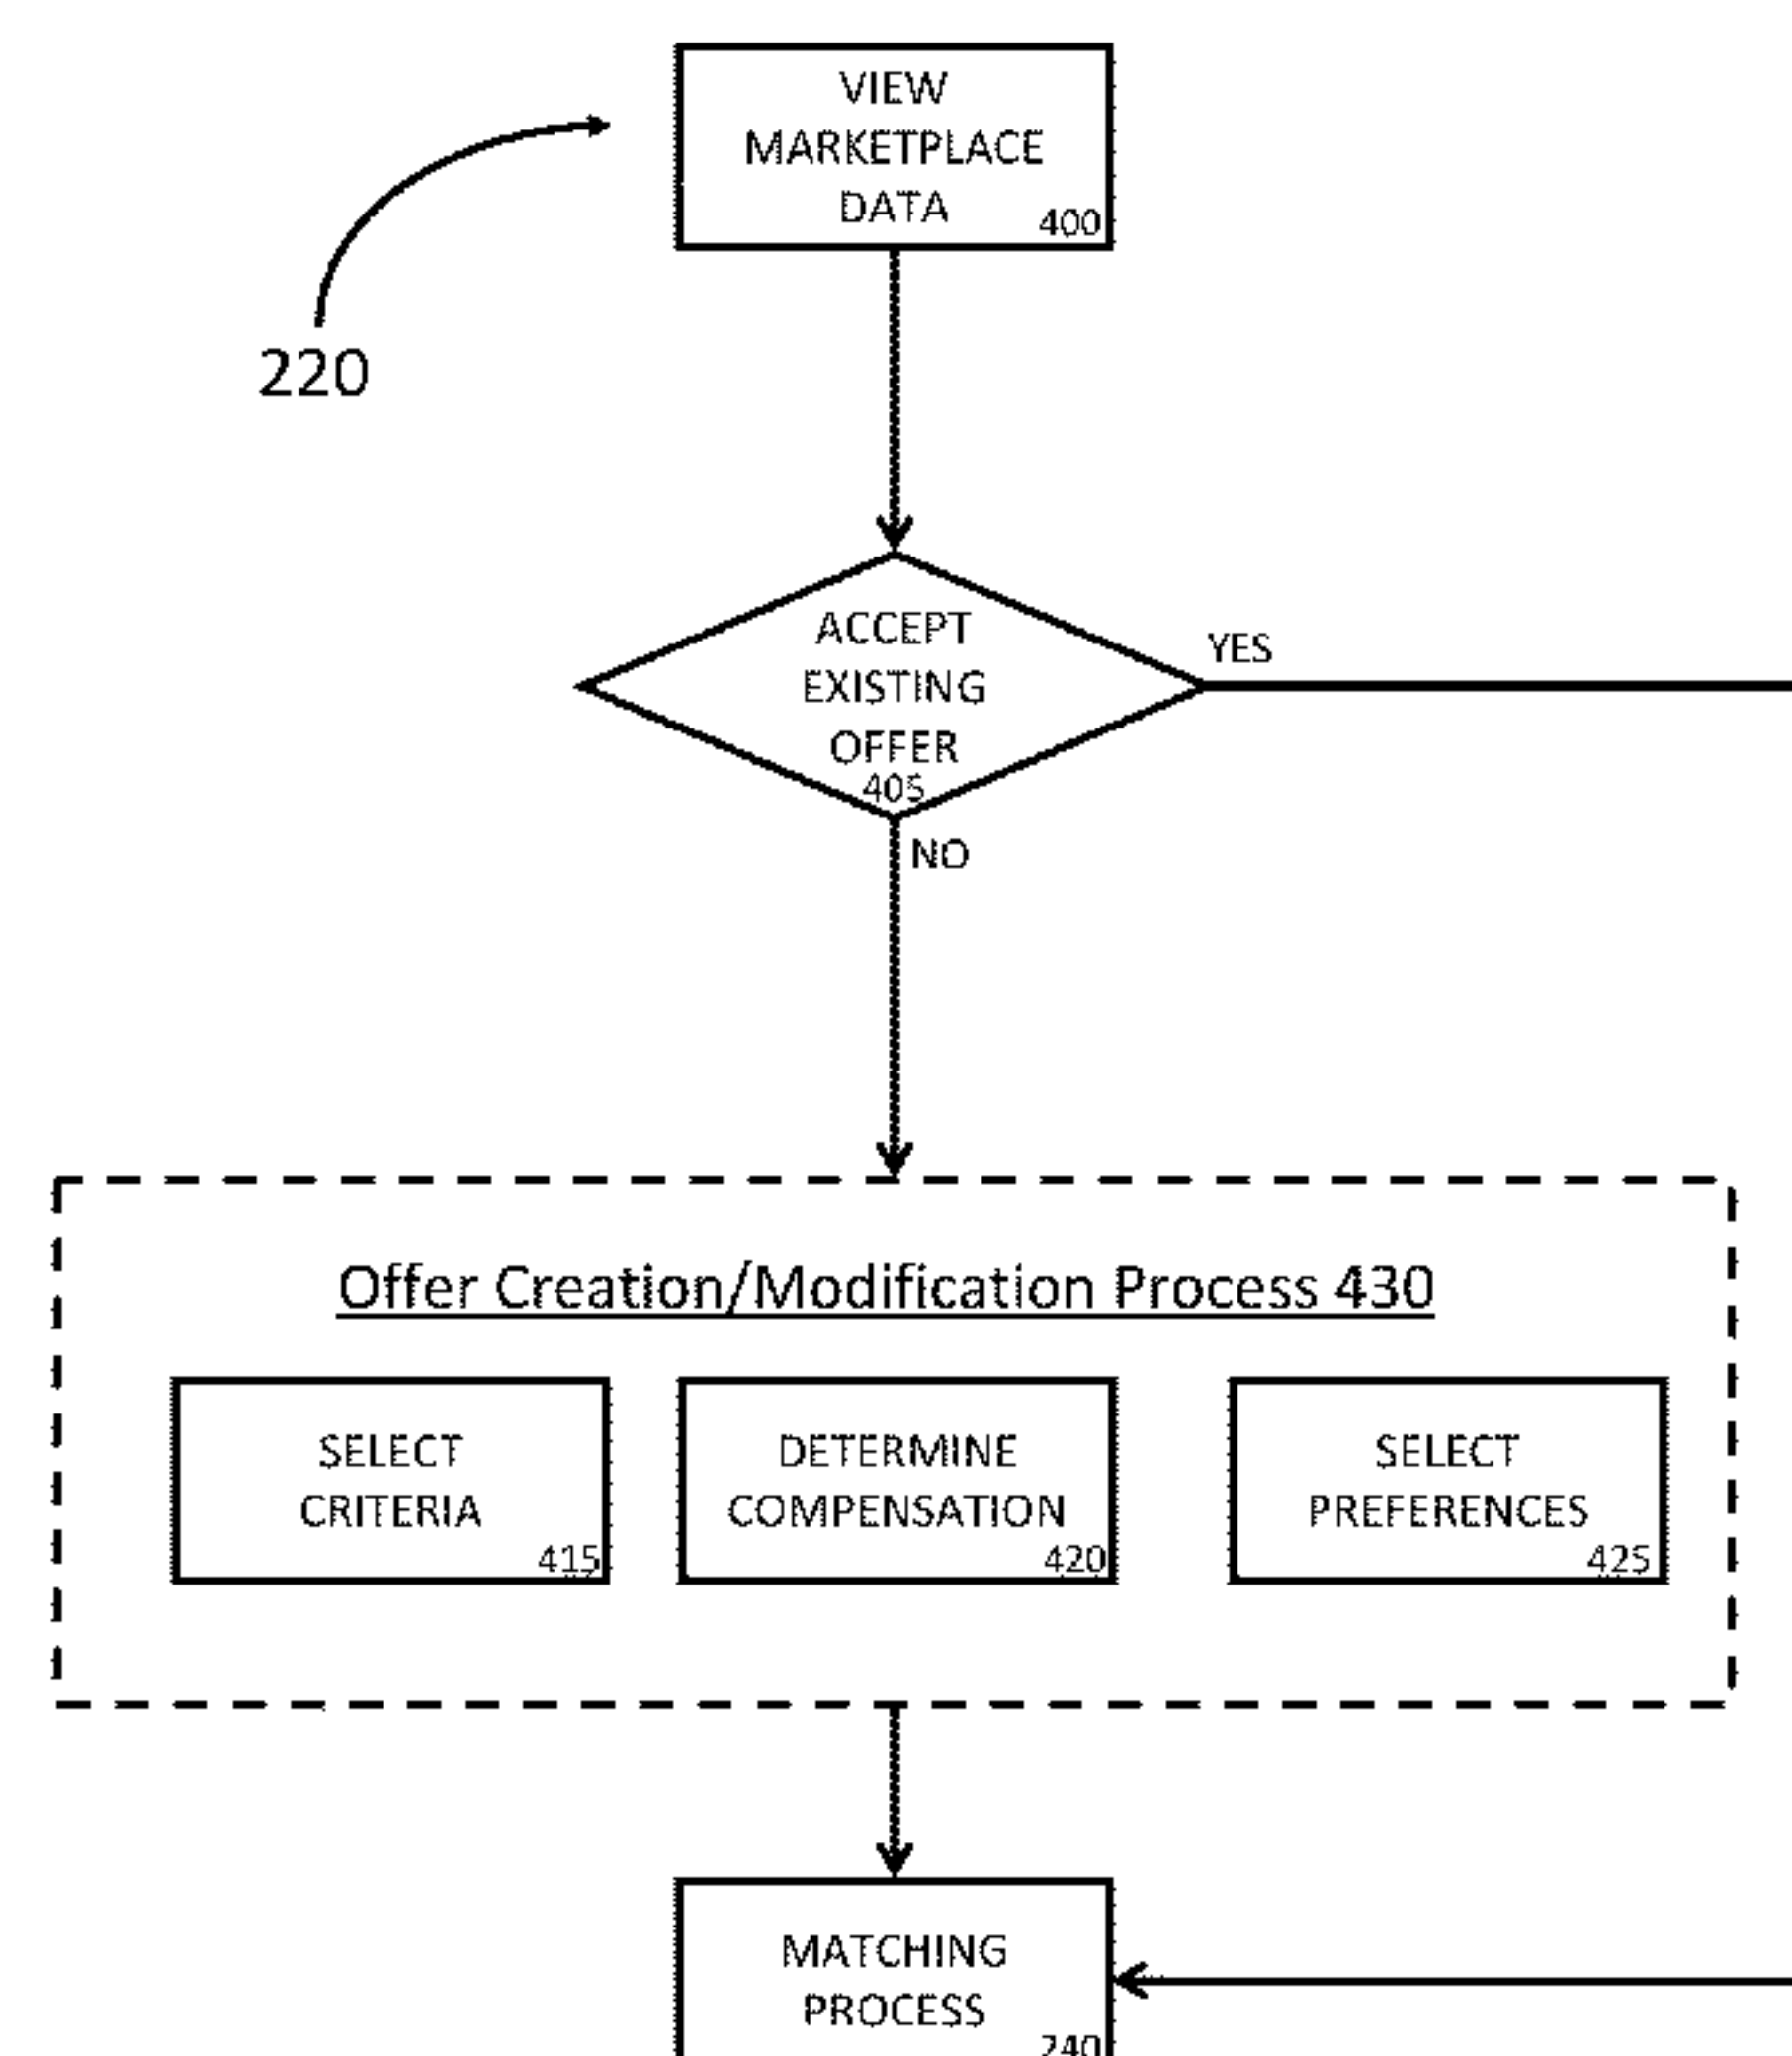 VIEW
MARKETPLACE
DATA
400
220
ACCEPT
EXISTING
OFFER
405
YES
NO
Offer Creation/Modification Process 430
SELECT
CRITERIA
415
DETERMINE
COMPENSATION
420
SELECT
PREFERENCES
425
MATCHING
PROCESS
240